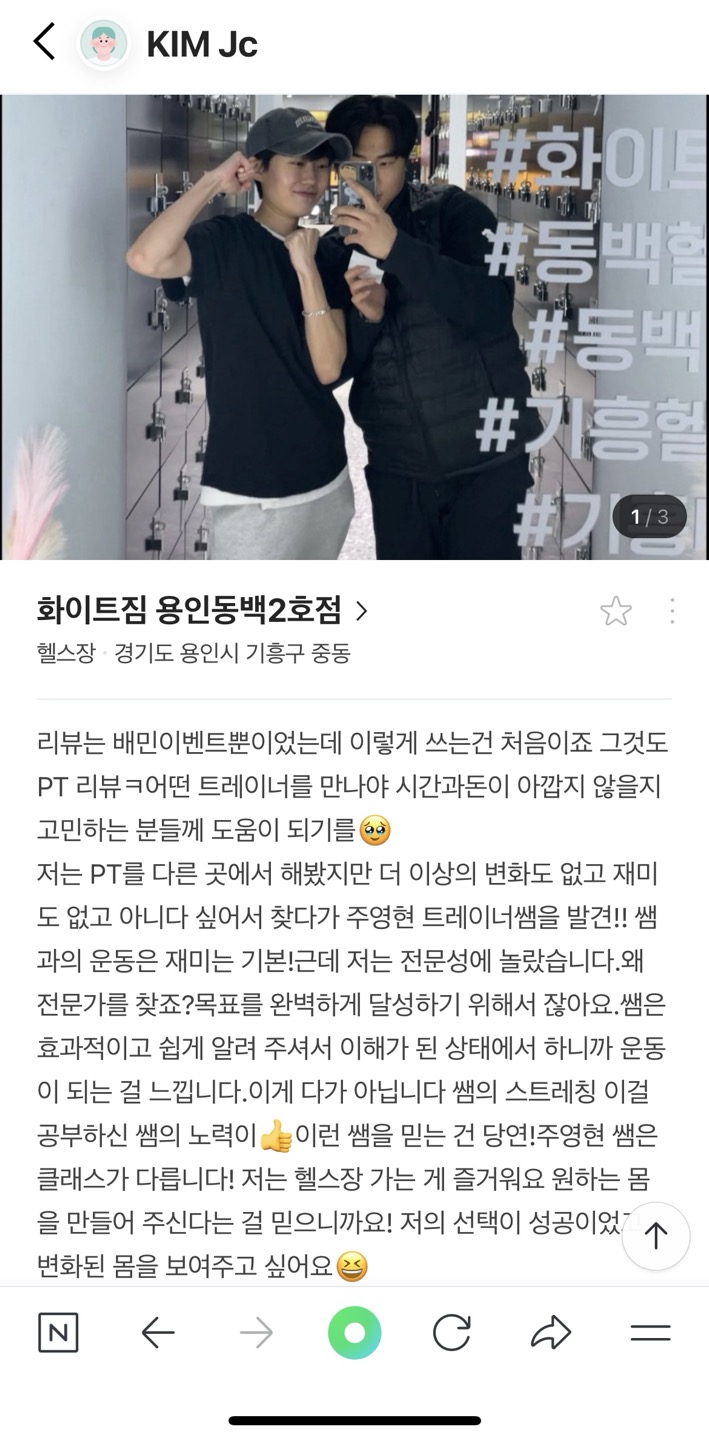 KIM Jc
#화이트
#동백헬
#동백
#기흥헬
1 / 3
화이트짐 용인동백2호점
헬스장 · 경기도 용인시 기흥구 중동
리뷰는 배민이벤트뿐이었는데 이렇게 쓰는건 처음이죠 그것도
PT 리뷰ㅋ어떤 트레이너를 만나야 시간과돈이 아깝지 않을지
고민하는 분들께 도움이 되기를🥹
저는 PT를 다른 곳에서 해봤지만 더 이상의 변화도 없고 재미
도 없고 아니다 싶어서 찾다가 주영현 트레이너쌤을 발견!! 쌤
과의 운동은 재미는 기본!근데 저는 전문성에 놀랐습니다.왜
전문가를 찾죠?목표를 완벽하게 달성하기 위해서 잖아요.쌤은
효과적이고 쉽게 알려 주셔서 이해가 된 상태에서 하니까 운동
이 되는 걸 느낍니다.이게 다가 아닙니다 쌤의 스트레칭 이걸
공부하신 쌤의 노력이👍이런 쌤을 믿는 건 당연!주영현 쌤은
클래스가 다릅니다! 저는 헬스장 가는 게 즐거워요 원하는 몸
을 만들어 주신다는 걸 믿으니까요! 저의 선택이 성공이었고
변화된 몸을 보여주고 싶어요😆
N